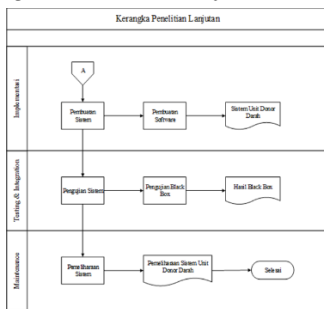 Kerangka Penelitian Lanjutan
Implementasi
A
Pembuatan
Sistem
Pembuatan
Software
Sistem Unit Donor
Darah
Testing & Integration
Pengujian Sistem
Pengujian Black
Box
Hasil Black Box
Maintenance
Pemeliharaan
Sistem
Pemeliharaan Sistem Unit
Donor Darah
Selesai